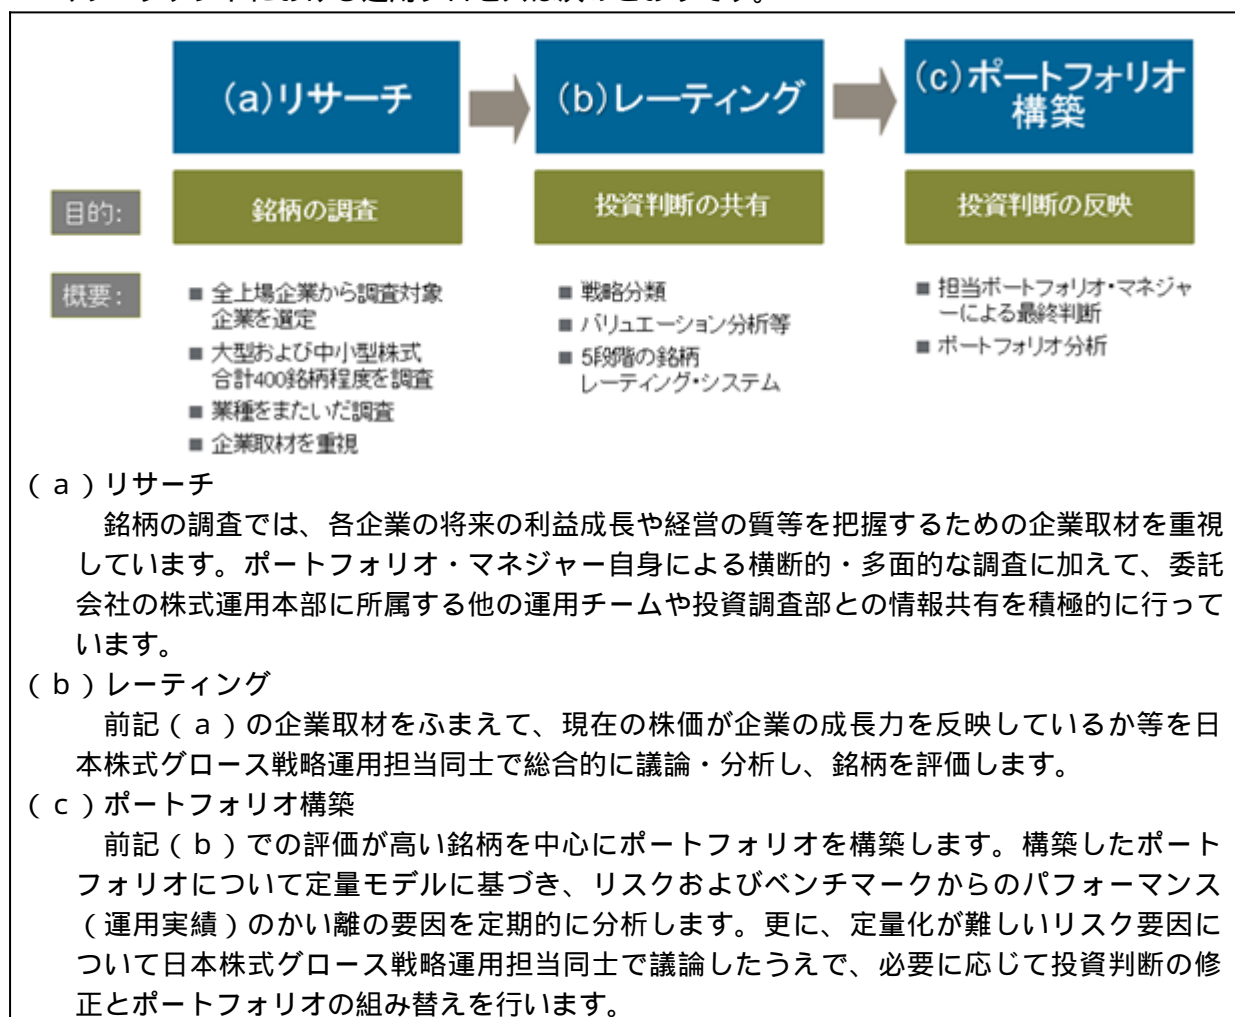 (a)リサーチ
(b)レーティング
(c)ポートフォリオ
構築
目的:
銘柄の調査
投資判断の共有
投資判断の反映
概要:
■ 全上場企業から調査対象
企業を選定
■ 大型および中小型株式
合計400銘柄程度を調査
■ 業種をまたいだ調査
■ 企業取材を重視
■ 戦略分類
■ バリュエーション分析等
■ 5段階の銘柄
レーティング・システム
■ 担当ポートフォリオ・マネジャ
ーによる最終判断
■ ポートフォリオ分析
(a)リサーチ
銘柄の調査では、各企業の将来の利益成長や経営の質等を把握するための企業取材を重視
しています。ポートフォリオ・マネジャー自身による横断的・多面的な調査に加えて、委託
会社の株式運用本部に所属する他の運用チームや投資調査部との情報共有を積極的に行って
います。
(b)レーティング
前記(a)の企業取材をふまえて、現在の株価が企業の成長力を反映しているか等を日
本株式グロース戦略運用担当同士で総合的に議論・分析し、銘柄を評価します。
(c)ポートフォリオ構築
前記(b)での評価が高い銘柄を中心にポートフォリオを構築します。構築したポート
フォリオについて定量モデルに基づき、リスクおよびベンチマークからのパフォーマンス
(運用実績)のかい離の要因を定期的に分析します。更に、定量化が難しいリスク要因に
ついて日本株式グロース戦略運用担当同士で議論したうえで、必要に応じて投資判断の修
正とポートフォリオの組み替えを行います。